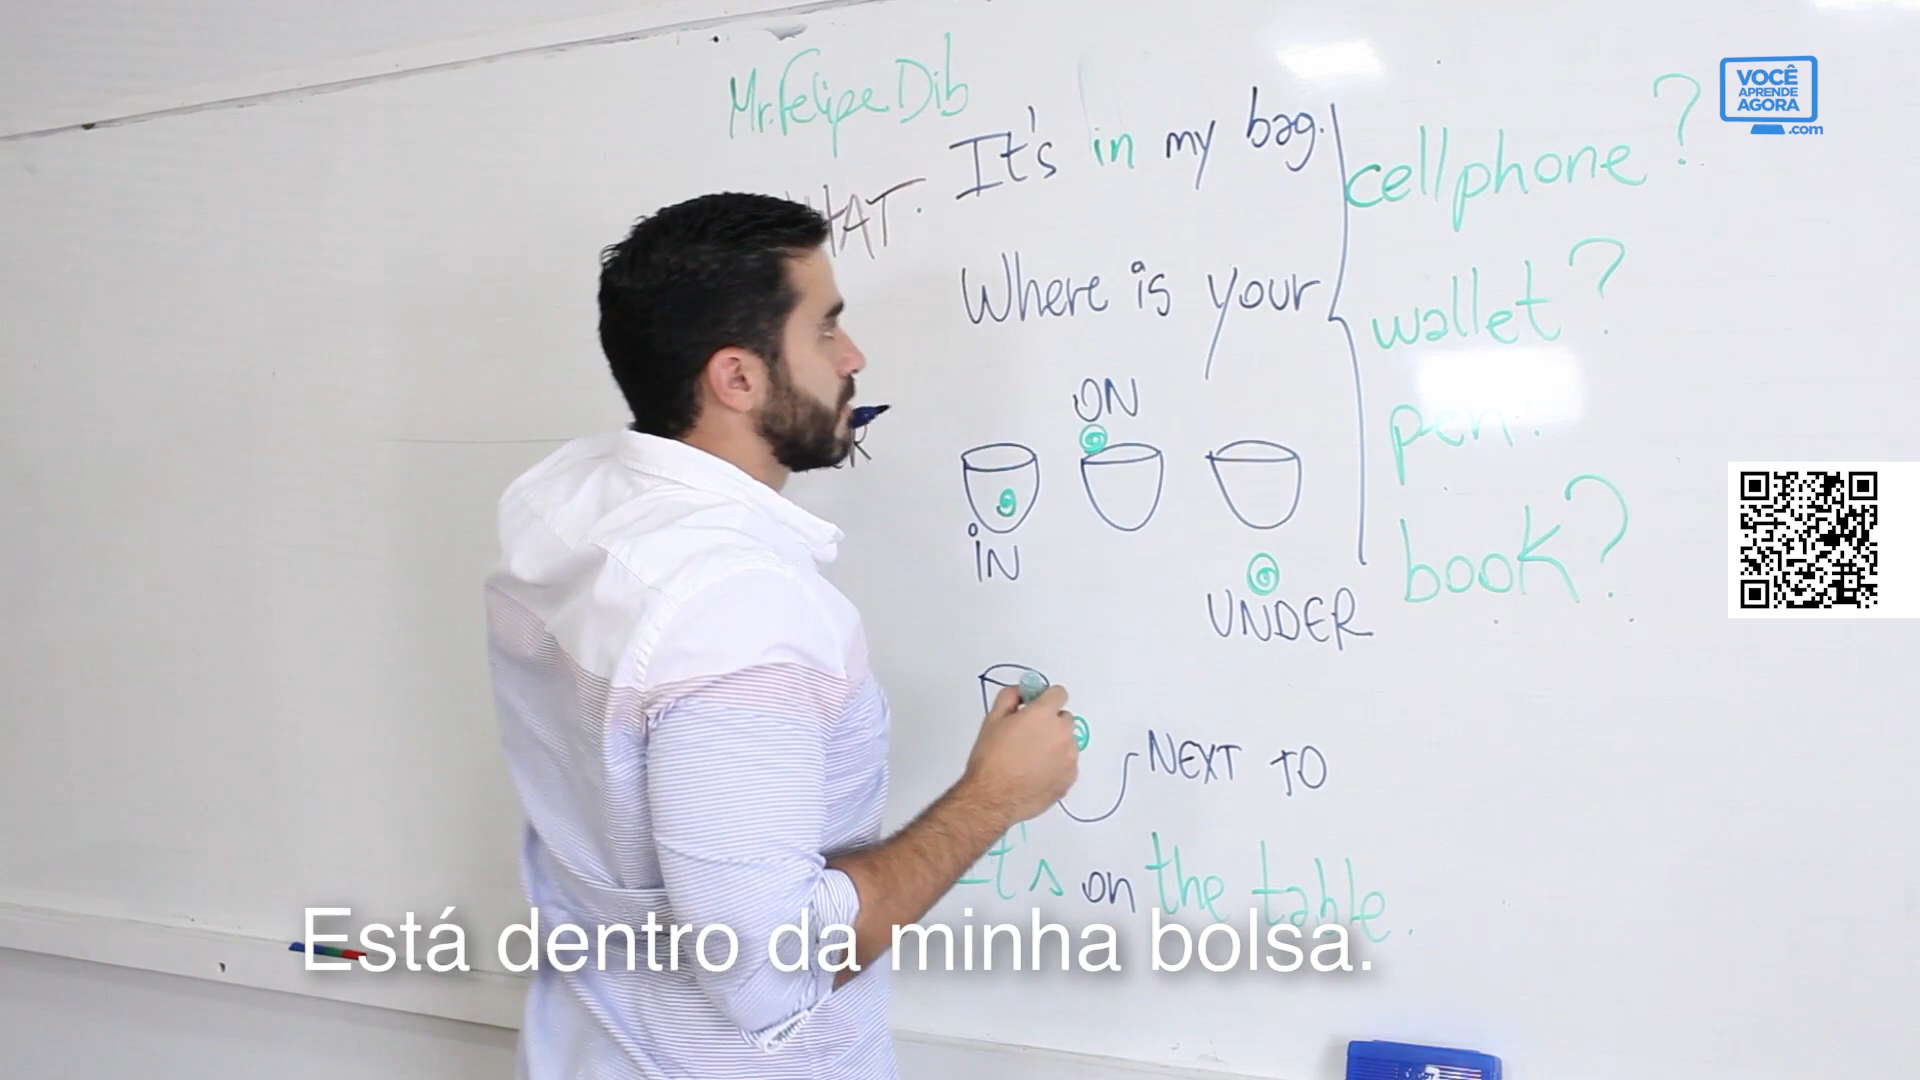 Mr. Felipe Dib
It's in my bag.
Where is your
cellphone?
wallet?
pen?
book?
ON
IN
UNDER
NEXT TO
It's on the table.
Está dentro da minha bolsa.
VOCÊ
APRENDE
AGORA
.com